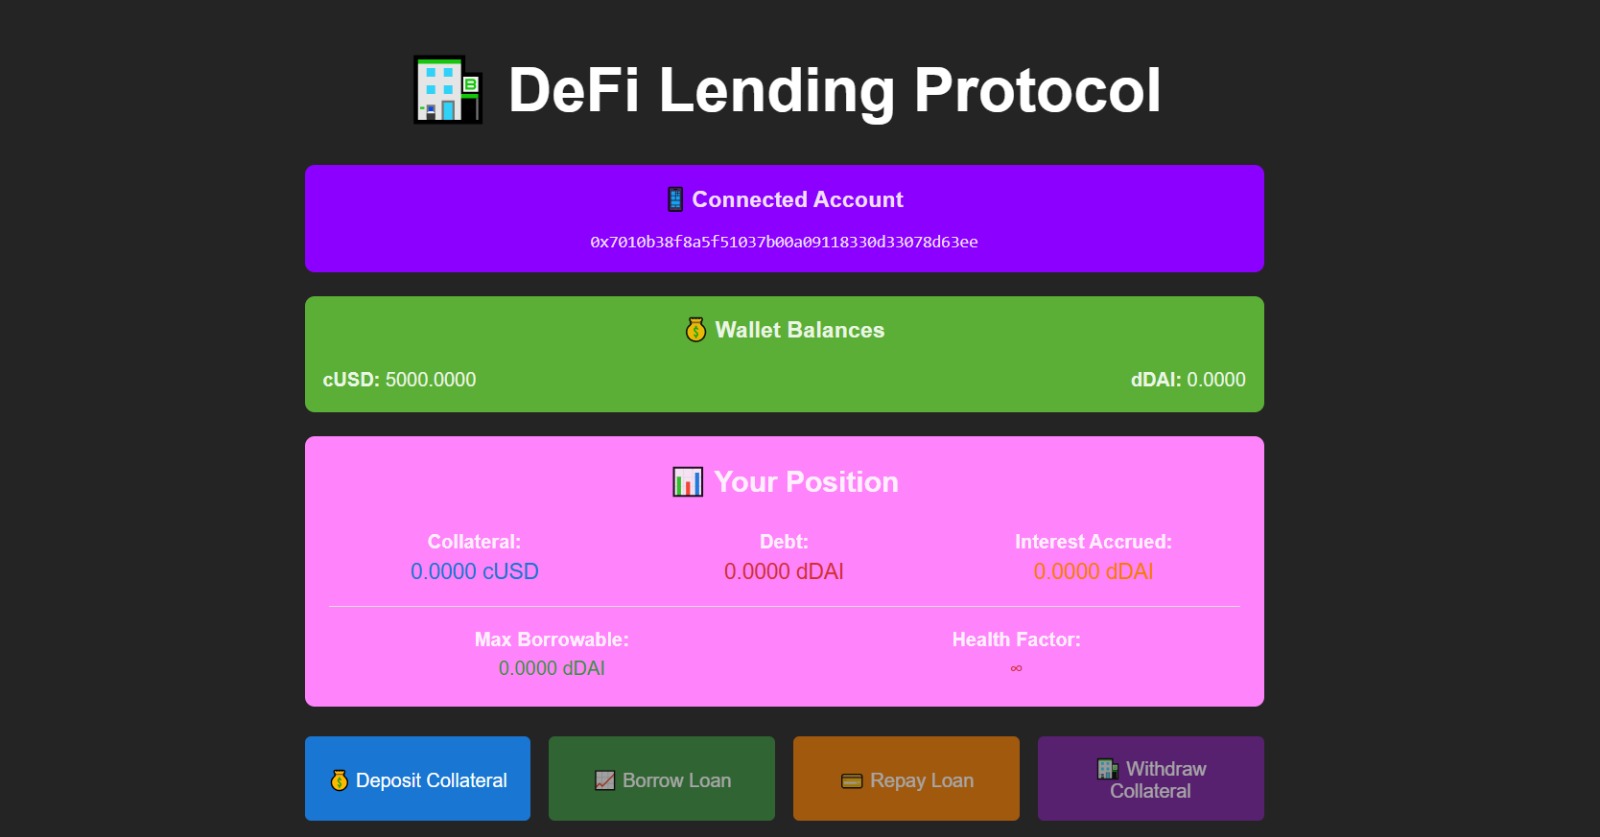 DeFi Lending Protocol
Connected Account
0x7010b38f8a5f51037b00a09118330d33078d63ee
Wallet Balances
cUSD: 5000.0000
dDAI: 0.0000
Your Position
Collateral:
0.0000 cUSD
Debt:
0.0000 dDAI
Interest Accrued:
0.0000 dDAI
Max Borrowable:
0.0000 dDAI
Health Factor:
∞
Deposit Collateral
Borrow Loan
Repay Loan
Withdraw
Collateral